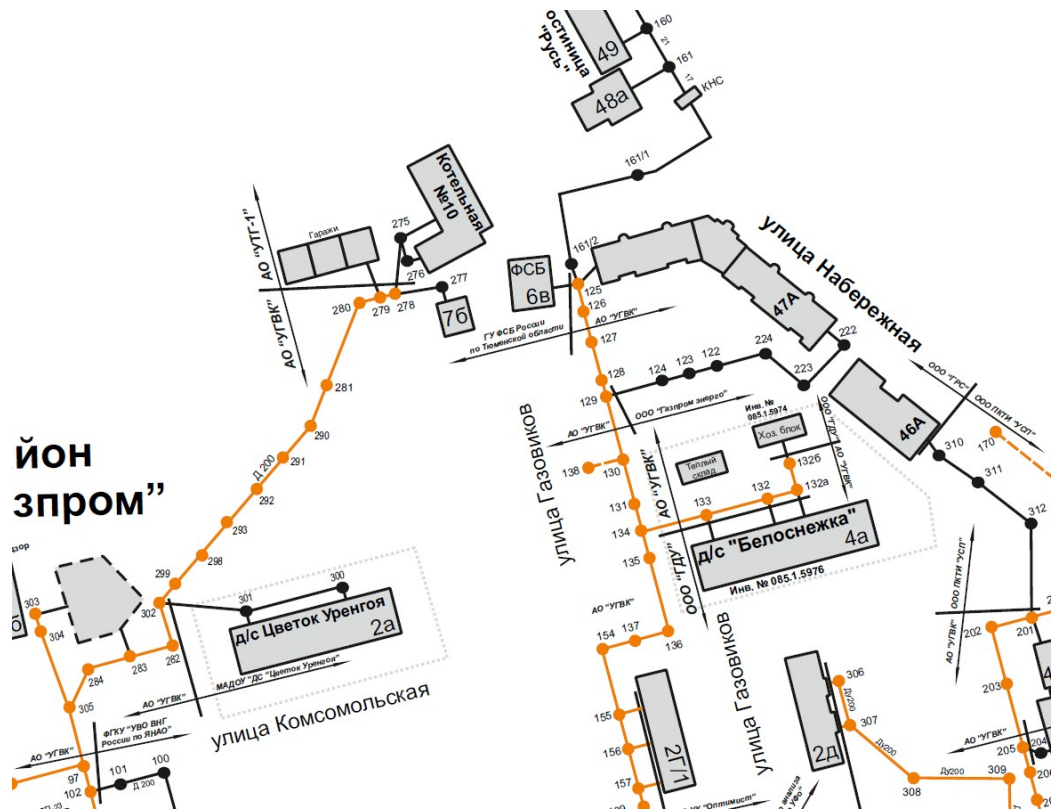 остиница
"Русь"
49
160
21
161
17
КНС
48а
161/1
Котельная
№10
275
276
277
Гаражи
АО "УТГ-1"
АО "УГВК"
280
279
278
7б
161/2
ФСБ
6в
125
126
ГУ ФСБ России
по Тюменской области
АО "УГВК"
127
улица Набережная
47А
222
224
223
122
123
124
128
129
ООО "Газпром энерго"
АО "УГВК"
281
290
291
Д 200
292
293
298
299
302
йон
зпром"
улица Газовиков
138
130
131
134
135
АО "УГВК"
ООО "ГДУ"
Инв. №
085.1.5974
Хоз. блок
Теплый
склад
132б
132а
132
133
ООО "ГДУ"
АО "УГВК"
д/с "Белоснежка"
4а
Инв. № 085.1.5976
46А
ООО "ГРС"
ООО ПКТИ "УСП"
310
170
311
312
ООО ПКТИ "УСП"
АО "УГВК"
202
201
203
АО "УГВК"
204
205
303
304
301
300
д/с Цветок Уренгоя
2а
284
283
282
305
АО "УГВК"
МАДОУ "ДС "Цветок Уренгоя"
улица Комсомольская
ФГКУ "УВО ВНГ
России по ЯНАО"
АО "УГВК"
97
102
101
100
Д 200
АО "УГВК"
154
137
136
155
156
157
2Г/1
улица Газовиков
2д
306
Ду200
307
Ду200
308
Ду200
309